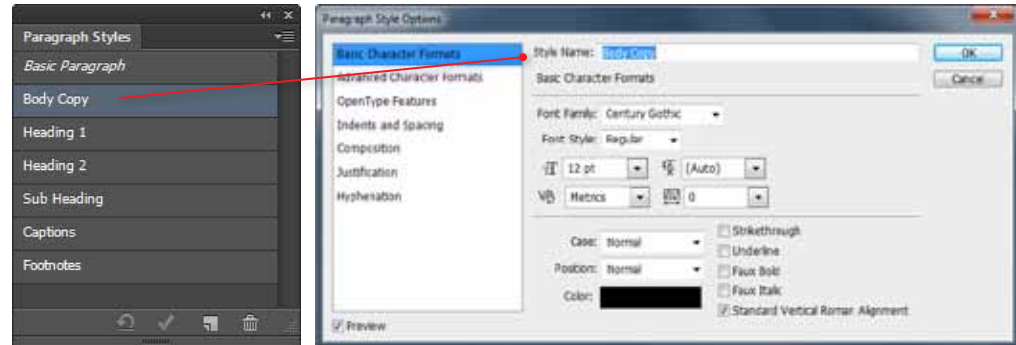 Paragraph Styles
Basic Paragraph
Body Copy
Heading 1
Heading 2
Sub Heading
Captions
Footnotes
Paragraph Style Options
Basic Character Formats
Advanced Character Formats
OpenType Features
Indents and Spacing
Composition
Justification
Hyphenation
Preview
Style Name: Body Copy
Basic Character Formats
Font Family: Century Gothic
Font Style: Regular
12 pt (Auto)
Metrics 0
Case: Normal
Position: Normal
Color:
Strikethrough
Underline
Faux Bold
Faux Italic
Standard Vertical Roman Alignment
OK
Cancel